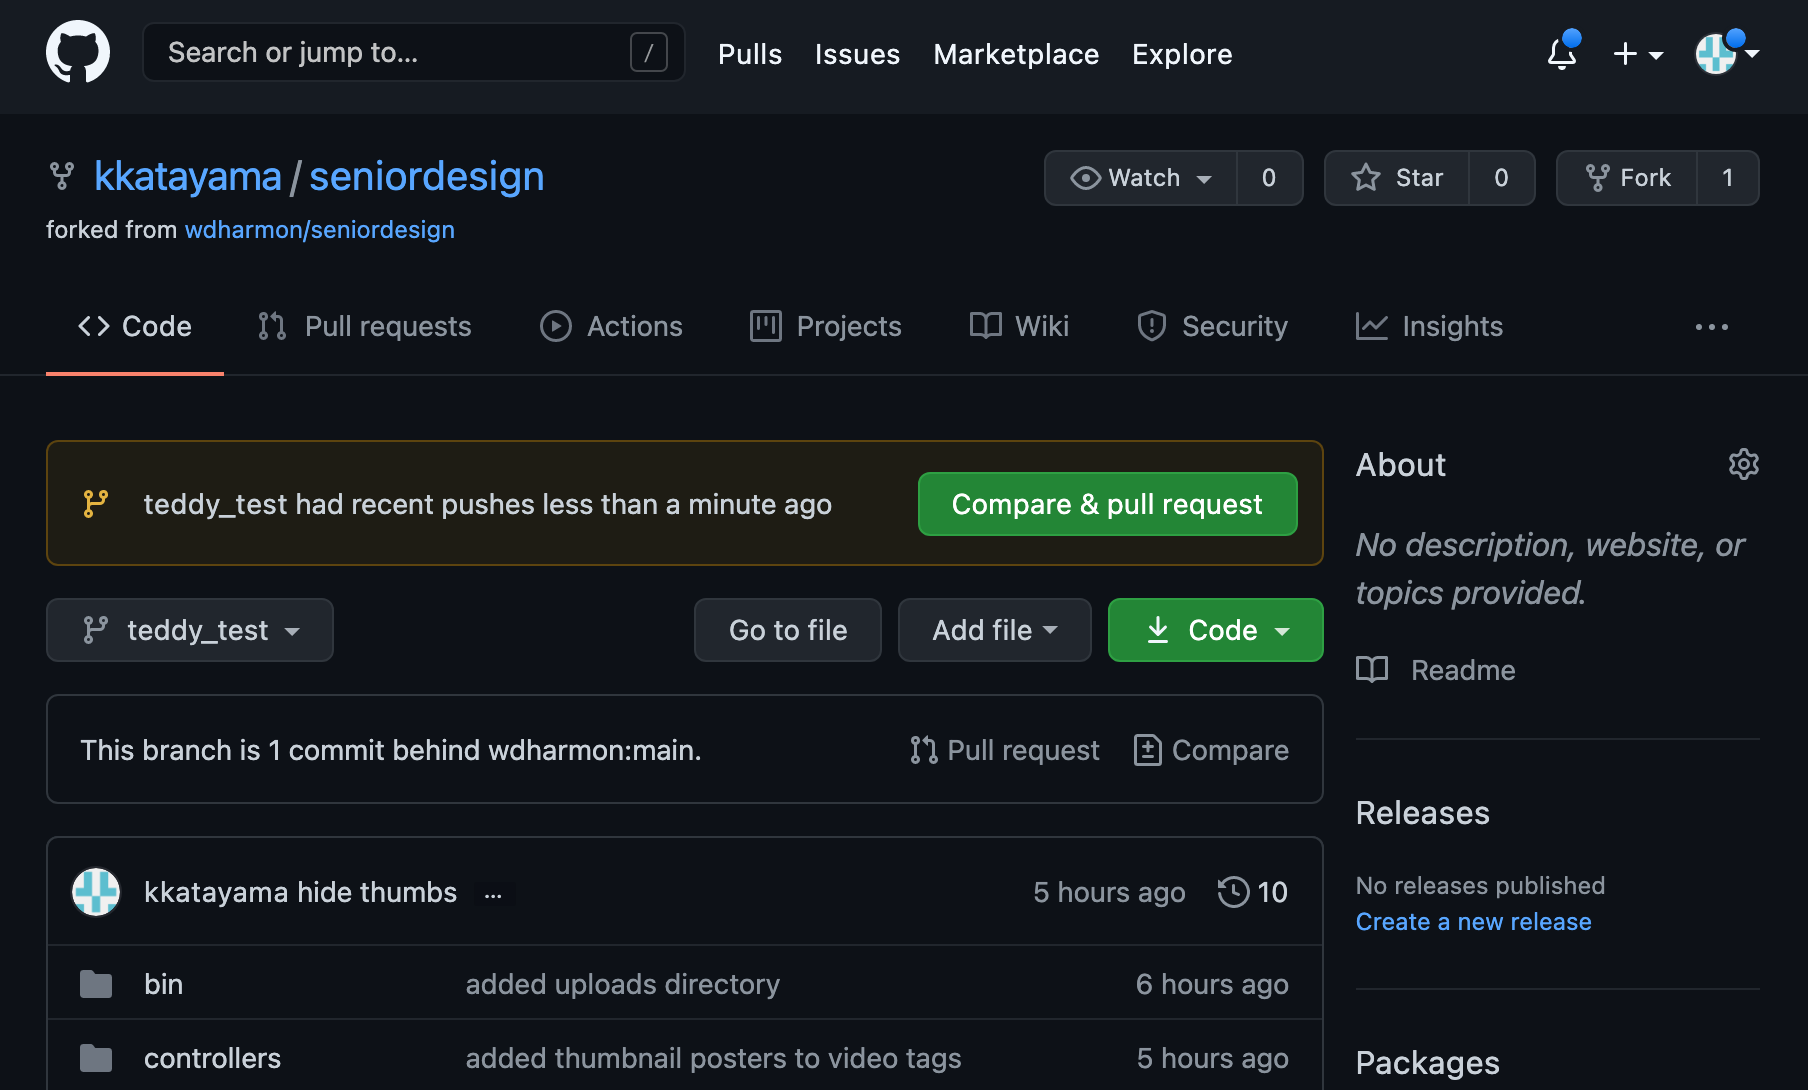 Search or jump to... /
Pulls Issues Marketplace Explore
kkatayama / seniordesign
forked from wdharmon/seniordesign
Watch 0 Star 0 Fork 1
Code Pull requests Actions Projects Wiki Security Insights ...
teddy_test had recent pushes less than a minute ago Compare & pull request
teddy_test Go to file Add file Code
This branch is 1 commit behind wdharmon:main. Pull request Compare
kkatayama hide thumbs ... 5 hours ago 10
bin added uploads directory 6 hours ago
controllers added thumbnail posters to video tags 5 hours ago
About
No description, website, or
topics provided.
Readme
Releases
No releases published
Create a new release
Packages